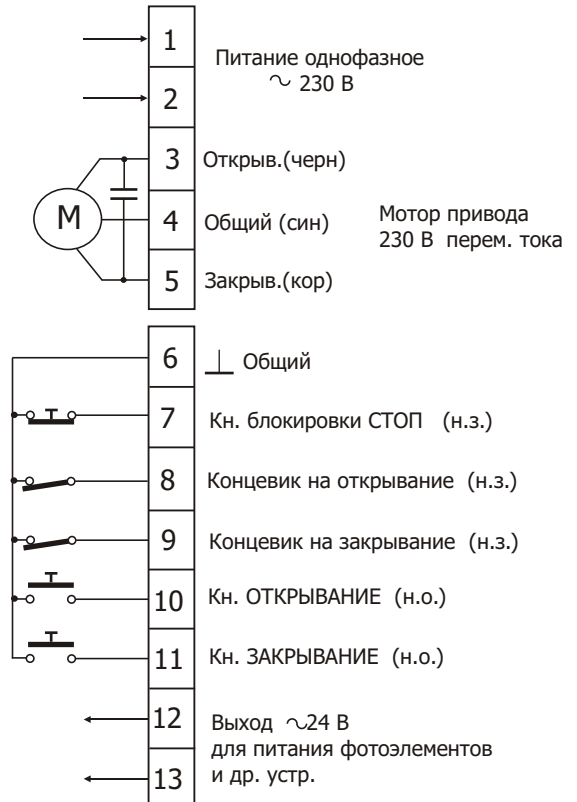 1
Питание однофазное
230 В
2
3 Открыв.(черн)
М
4 Общий (син)
Мотор привода
230 В перем. тока
5 Закрыв.(кор)
6 Общий
7 Кн. блокировки СТОП (н.з.)
8 Концевик на открывание (н.з.)
9 Концевик на закрывание (н.з.)
10 Кн. ОТКРЫВАНИЕ (н.о.)
11 Кн. ЗАКРЫВАНИЕ (н.о.)
12
Выход ~24 В
для питания фотоэлементов
13
и др. устр.